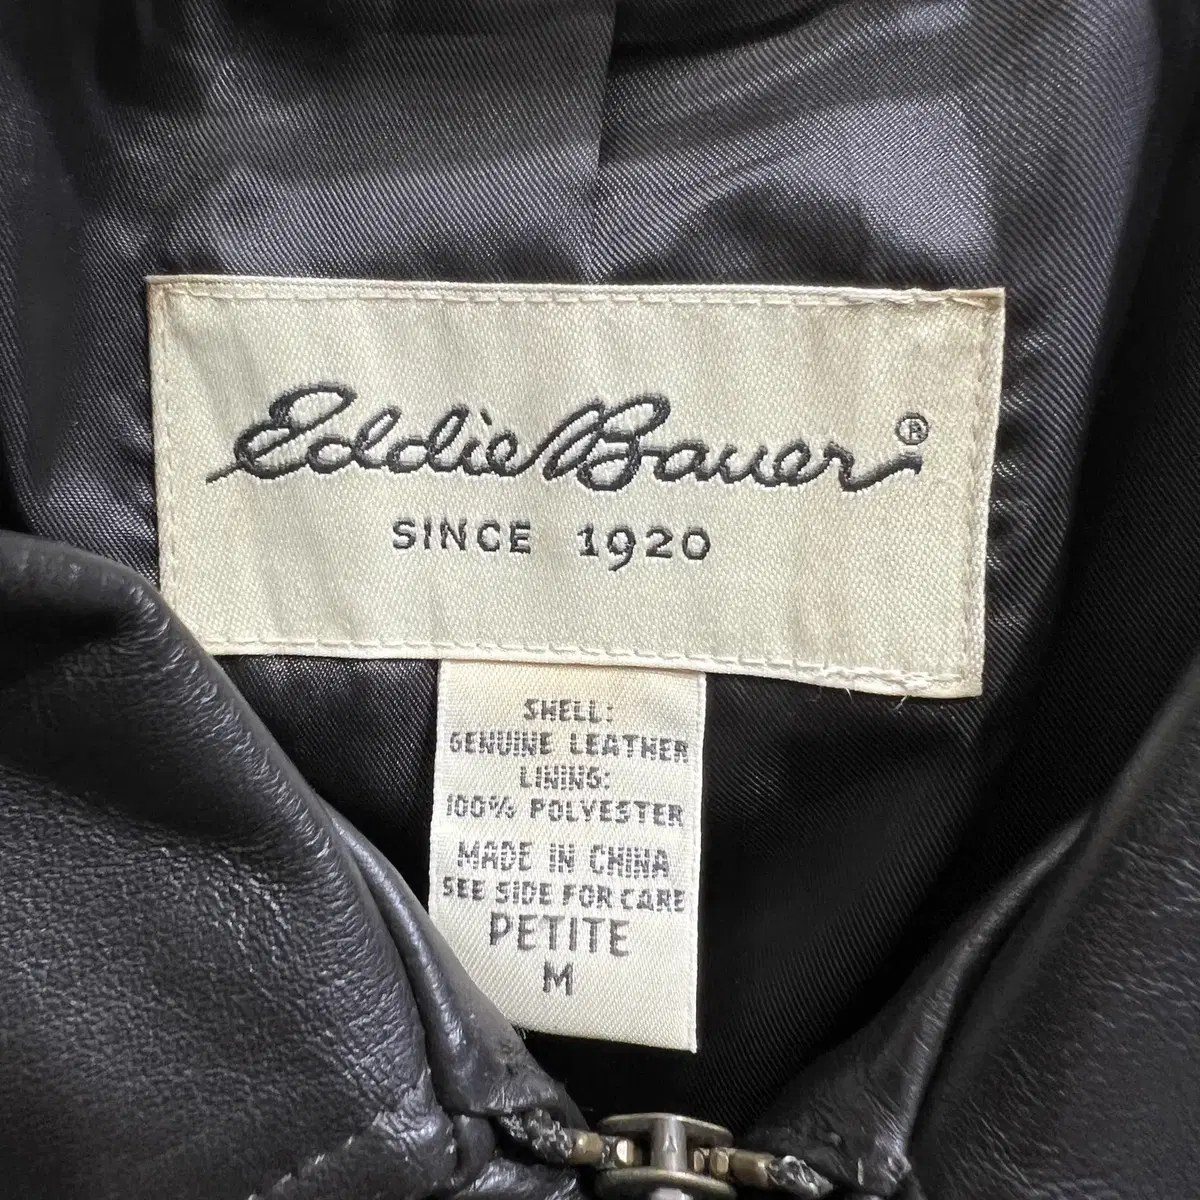 Eddie Bauer®
SINCE 1920
SHELL:
GENUINE LEATHER
LINING:
100% POLYESTER
MADE IN CHINA
SEE SIDE FOR CARE
PETITE
M